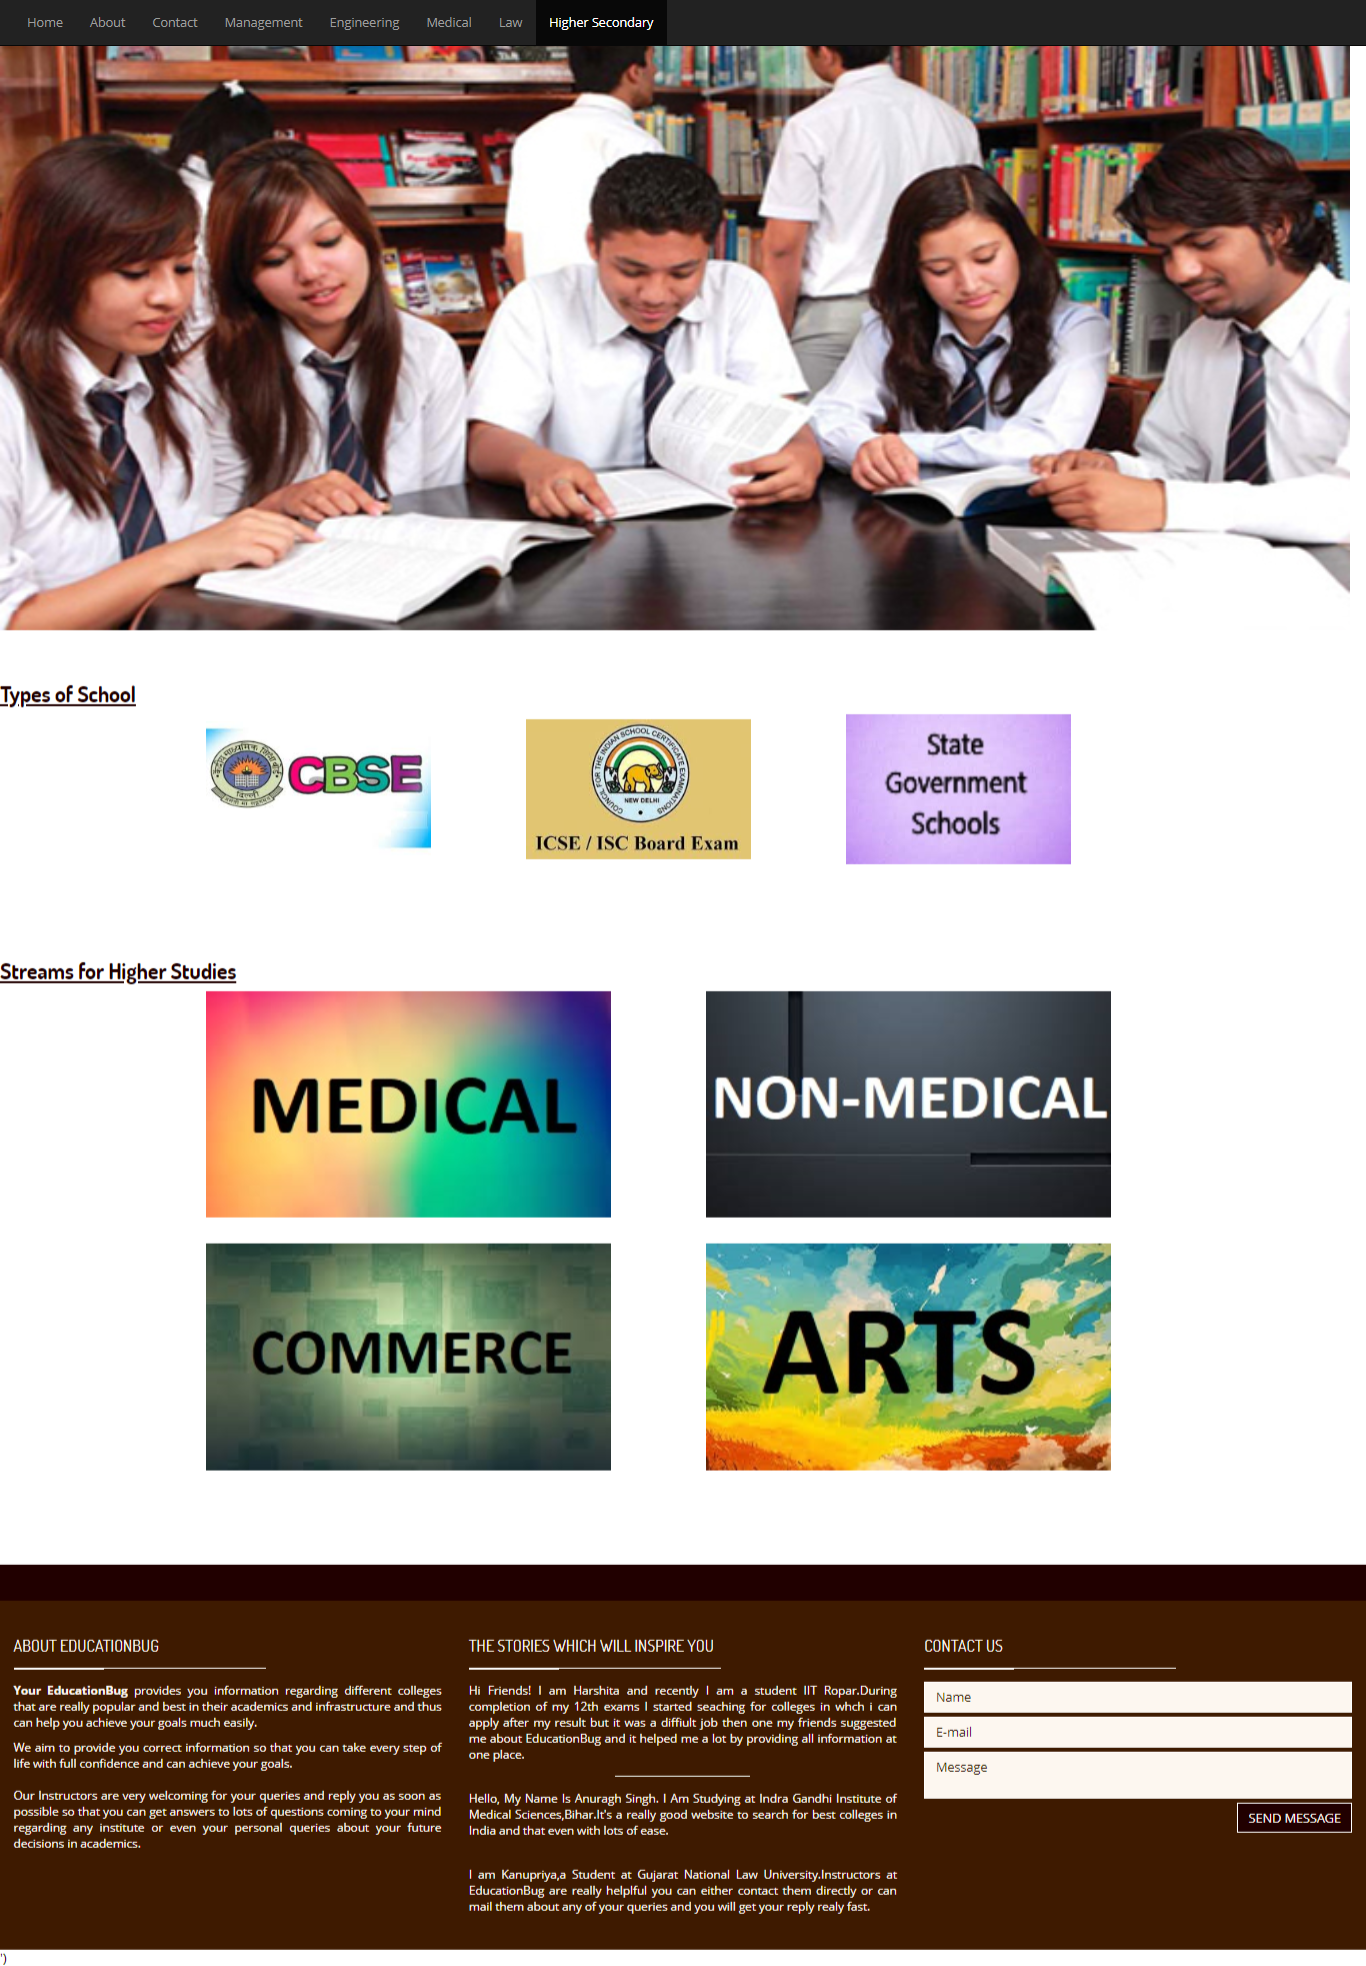 Home About Contact Management Engineering Medical Law Higher Secondary
Types of School
CBSE
COUNCIL FOR THE INDIAN SCHOOL CERTIFICATE EXAMINATIONS
NEW DELHI
ICSE / ISC Board Exam
State
Government
Schools
Streams for Higher Studies
MEDICAL
NON-MEDICAL
COMMERCE
ARTS
ABOUT EDUCATIONBUG
Your EducationBug provides you information regarding different colleges
that are really popular and best in their academics and infrastructure and thus
can help you achieve your goals much easily.
We aim to provide you correct information so that you can take every step of
life with full confidence and can achieve your goals.
Our Instructors are very welcoming for your queries and reply you as soon as
possible so that you can get answers to lots of questions coming to your mind
regarding any institute or even your personal queries about your future
decisions in academics.
THE STORIES WHICH WILL INSPIRE YOU
Hi Friends! I am Harshita and recently I am a student IIT Ropar.During
completion of my 12th exams I started seaching for colleges in whch i can
apply after my result but it was a diffiult job then one my friends suggested
me about EducationBug and it helped me a lot by providing all information at
one place.
Hello, My Name Is Anuragh Singh. I Am Studying at Indra Gandhi Institute of
Medical Sciences,Bihar.It's a really good website to search for best colleges in
India and that even with lots of ease.
I am Kanupriya,a Student at Gujarat National Law University.Instructors at
EducationBug are really helplful you can either contact them directly or can
mail them about any of your queries and you will get your reply realy fast.
CONTACT US
Name
E-mail
Message
SEND MESSAGE
')